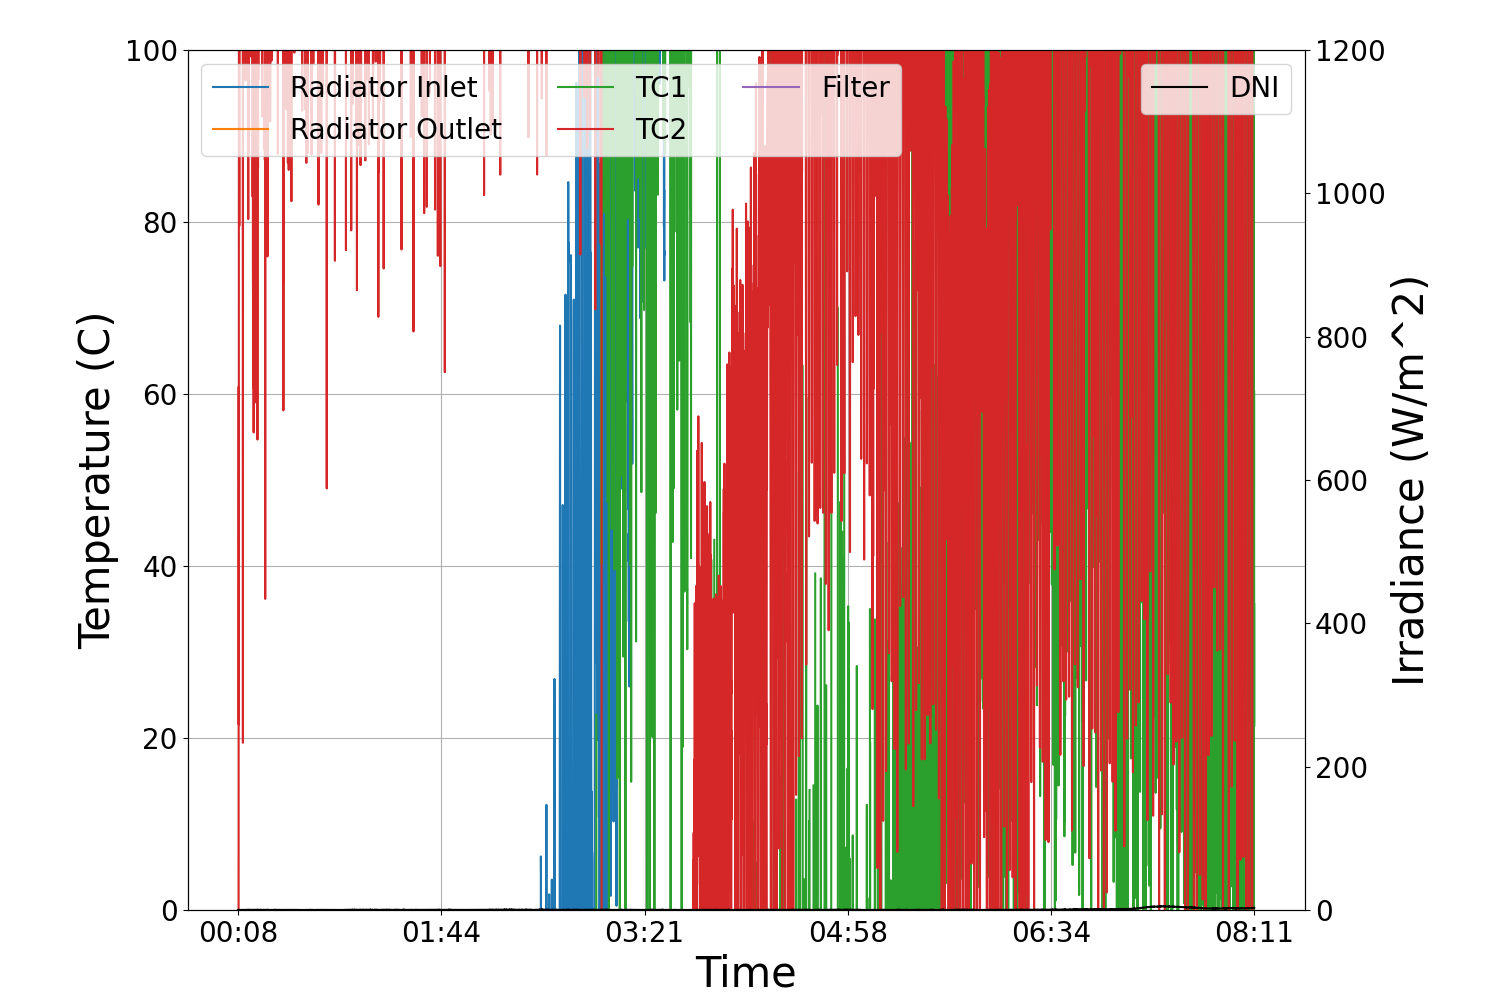 100
80
60
40
20
0
Temperature (C)
Radiator Inlet
Radiator Outlet
TC1
TC2
Filter
DNI
1200
1000
800
600
400
200
0
Irradiance (W/m^2)
00:08
01:44
03:21
04:58
06:34
08:11
Time